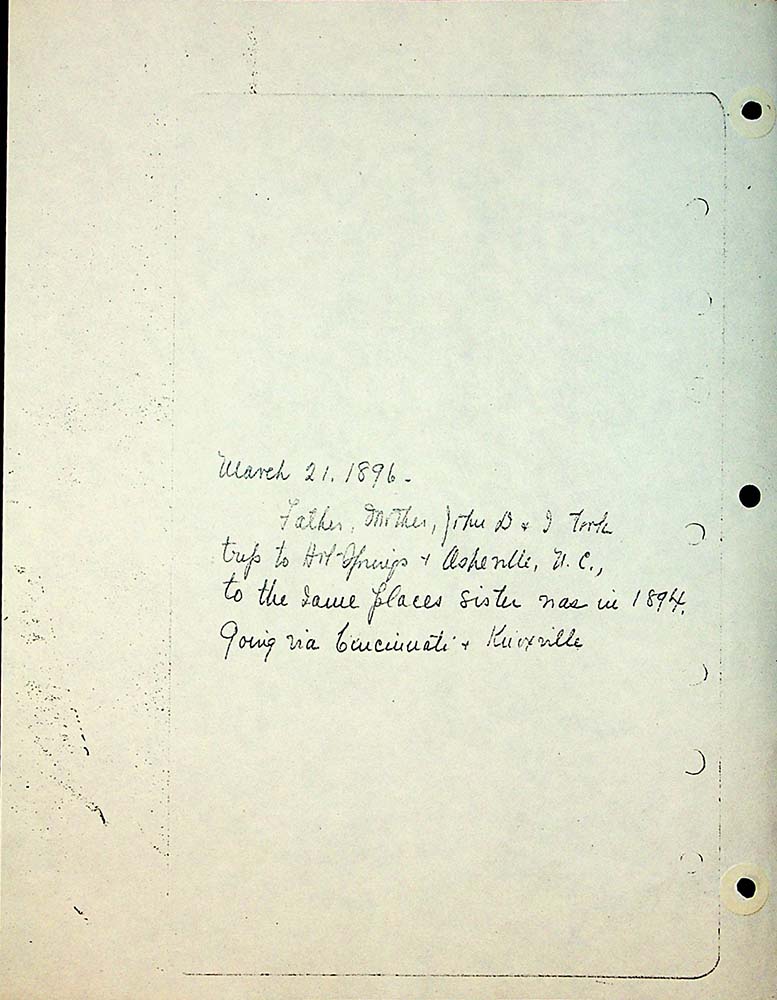 March 21. 1896.
Father, Mother, John D & I took
trip to Hot Springs & Asheville, N.C.,
to the same places sister was in 1894.
Going via Cincinnati & Knoxville